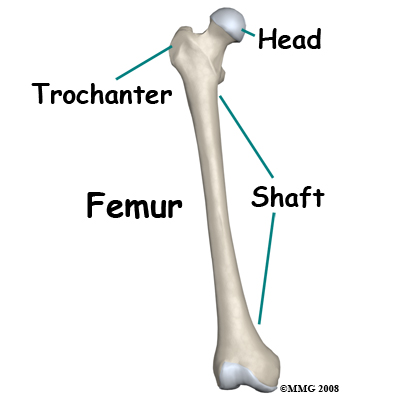 Head
Trochanter
Femur
Shaft
©MMG 2008